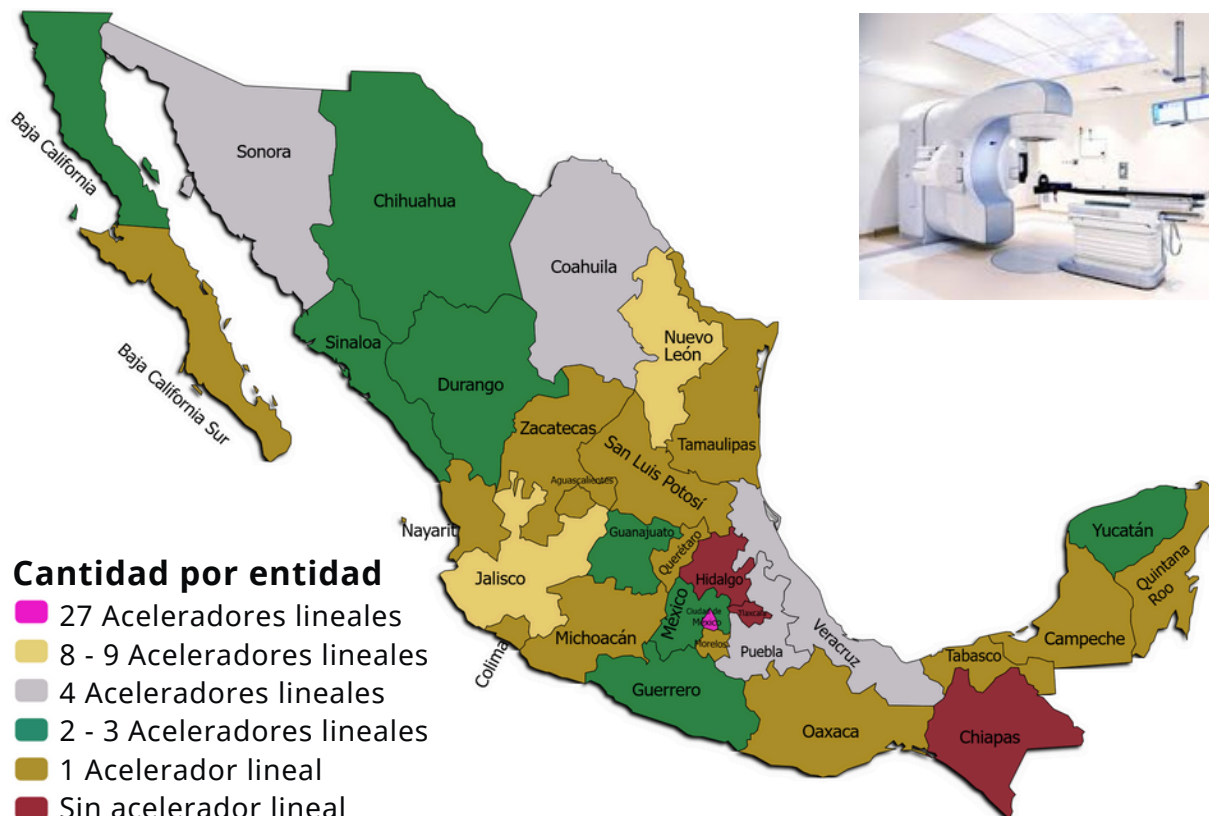 Baja California
Sonora
Chihuahua
Coahuila
Nuevo
León
Sinaloa
Durango
Baja California Sur
Zacatecas
San Luis Potosí
Tamaulipas
Aguascalientes
Nayarit
Guanajuato
Querétaro
Yucatán
Quintana
Roo
Jalisco
Hidalgo
México
Ciudad de
México
Tlaxcala
Michoacán
Colima
Morelos
Puebla
Veracruz
Campeche
Tabasco
Guerrero
Oaxaca
Chiapas
Cantidad por entidad
27 Aceleradores lineales
8 - 9 Aceleradores lineales
4 Aceleradores lineales
2 - 3 Aceleradores lineales
1 Acelerador lineal
Sin acelerador lineal